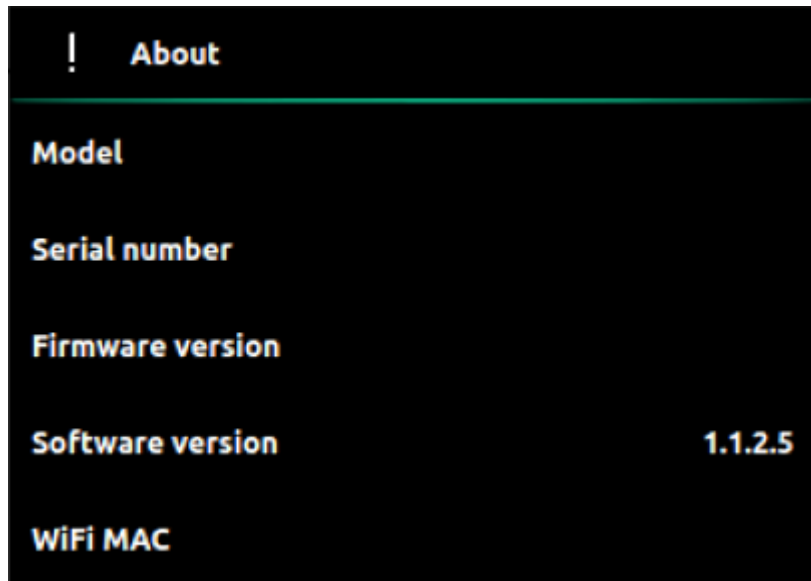 ! About
Model
Serial number
Firmware version
Software version 1.1.2.5
WiFi MAC